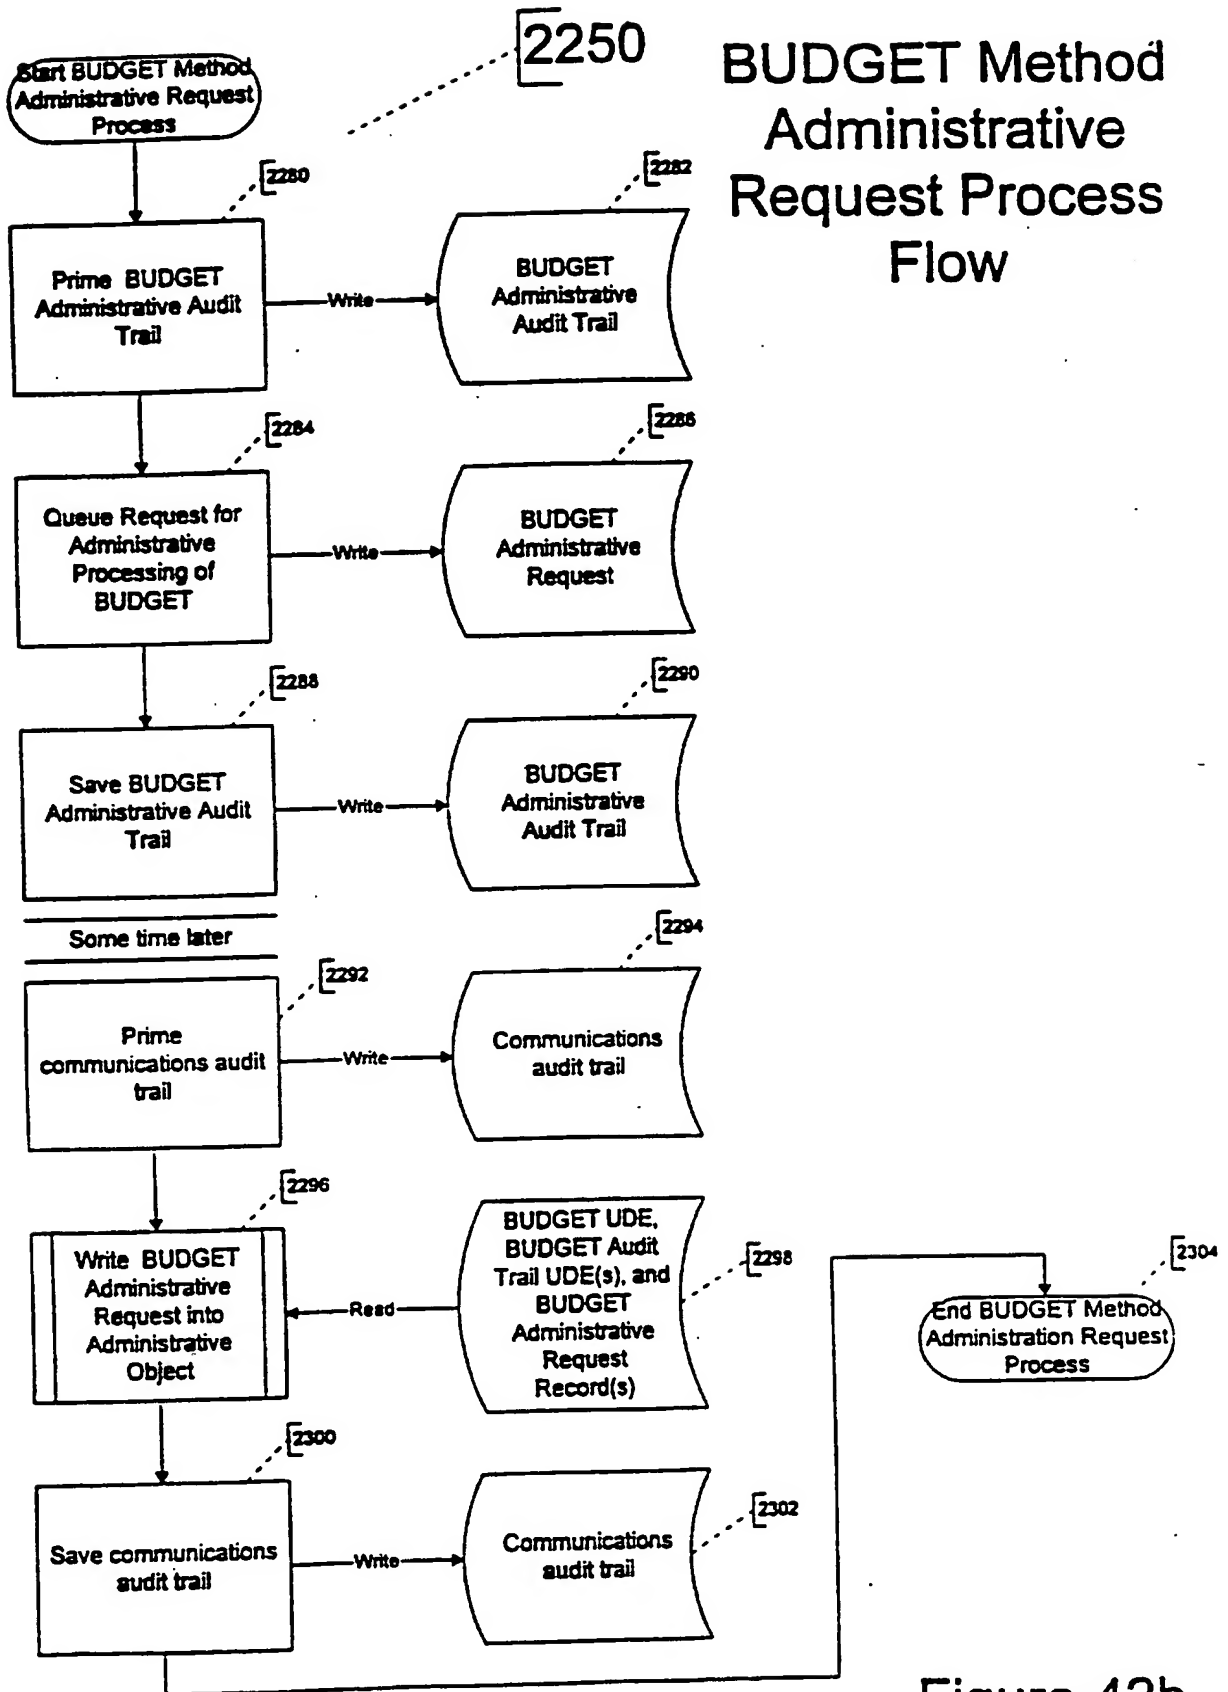 2250
BUDGET Method
Administrative
Request Process
Flow
Start BUDGET Method
Administrative Request
Process
2280
2282
Prime BUDGET
Administrative Audit
Trail
Write
BUDGET
Administrative
Audit Trail
2284
2286
Queue Request for
Administrative
Processing of
BUDGET
Write
BUDGET
Administrative
Request
2288
2290
Save BUDGET
Administrative Audit
Trail
Write
BUDGET
Administrative
Audit Trail
Some time later
2292
2294
Prime
communications audit
trail
Write
Communications
audit trail
2296
2298
Write BUDGET
Administrative
Request into
Administrative
Object
Read
BUDGET UDE,
BUDGET Audit
Trail UDE(s), and
BUDGET
Administrative
Request
Record(s)
2304
End BUDGET Method
Administration Request
Process
2300
2302
Save communications
audit trail
Write
Communications
audit trail
Figure 42b